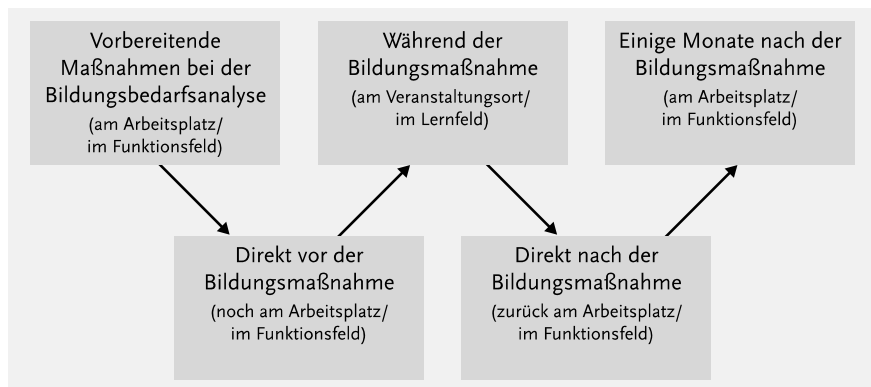 Vorbereitende
Maßnahmen bei der
Bildungsbedarfsanalyse
(am Arbeitsplatz/
im Funktionsfeld)
Direkt vor der
Bildungsmaßnahme
(noch am Arbeitsplatz/
im Funktionsfeld)
Während der
Bildungsmaßnahme
(am Veranstaltungsort/
im Lernfeld)
Direkt nach der
Bildungsmaßnahme
(zurück am Arbeitsplatz/
im Funktionsfeld)
Einige Monate nach der
Bildungsmaßnahme
(am Arbeitsplatz/
im Funktionsfeld)